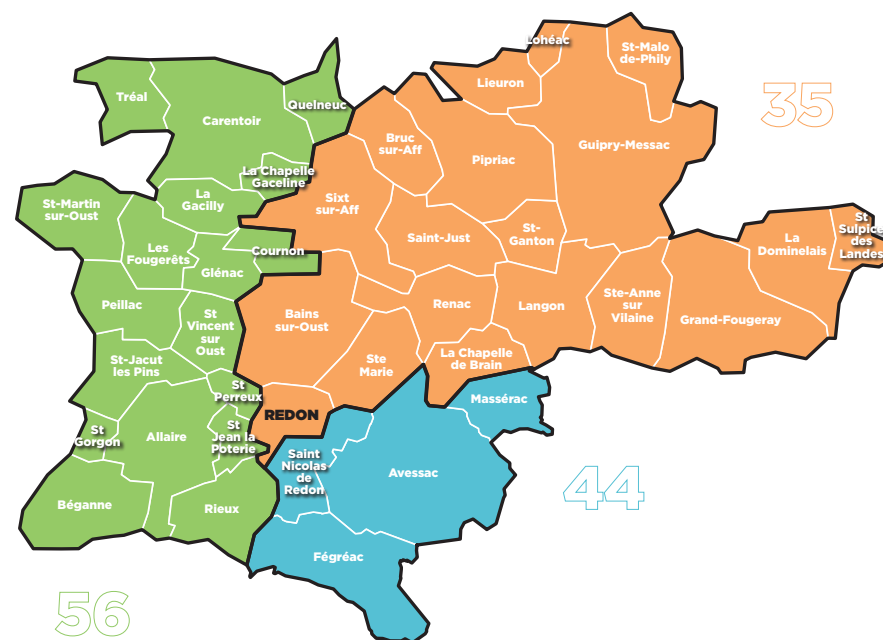 Lohéac
St-Malo
de-Phily
Lieuron
35
Tréal
Quelneuc
Carentoir
Bruc
sur-Aff
Pipriac
Guipry-Messac
La Chapelle
Gaceline
St-Martin
sur-Oust
La
Gacilly
Sixt
sur-Aff
Saint-Just
St-
Ganton
St
Sulpice
des
Landes
La
Dominelais
Les
Fougerêts
Cournon
Glénac
Peillac
St
Vincent
sur
Oust
Bains
sur-Oust
Renac
Langon
Ste-Anne
sur
Vilaine
Grand-Fougeray
St-Jacut
les Pins
Ste
Marie
La Chapelle
de Brain
St
Perreux
REDON
Massérac
St
Gorgon
Allaire
St
Jean la
Poterie
Saint
Nicolas
de
Redon
Avessac
44
Béganne
Rieux
Fégréac
56